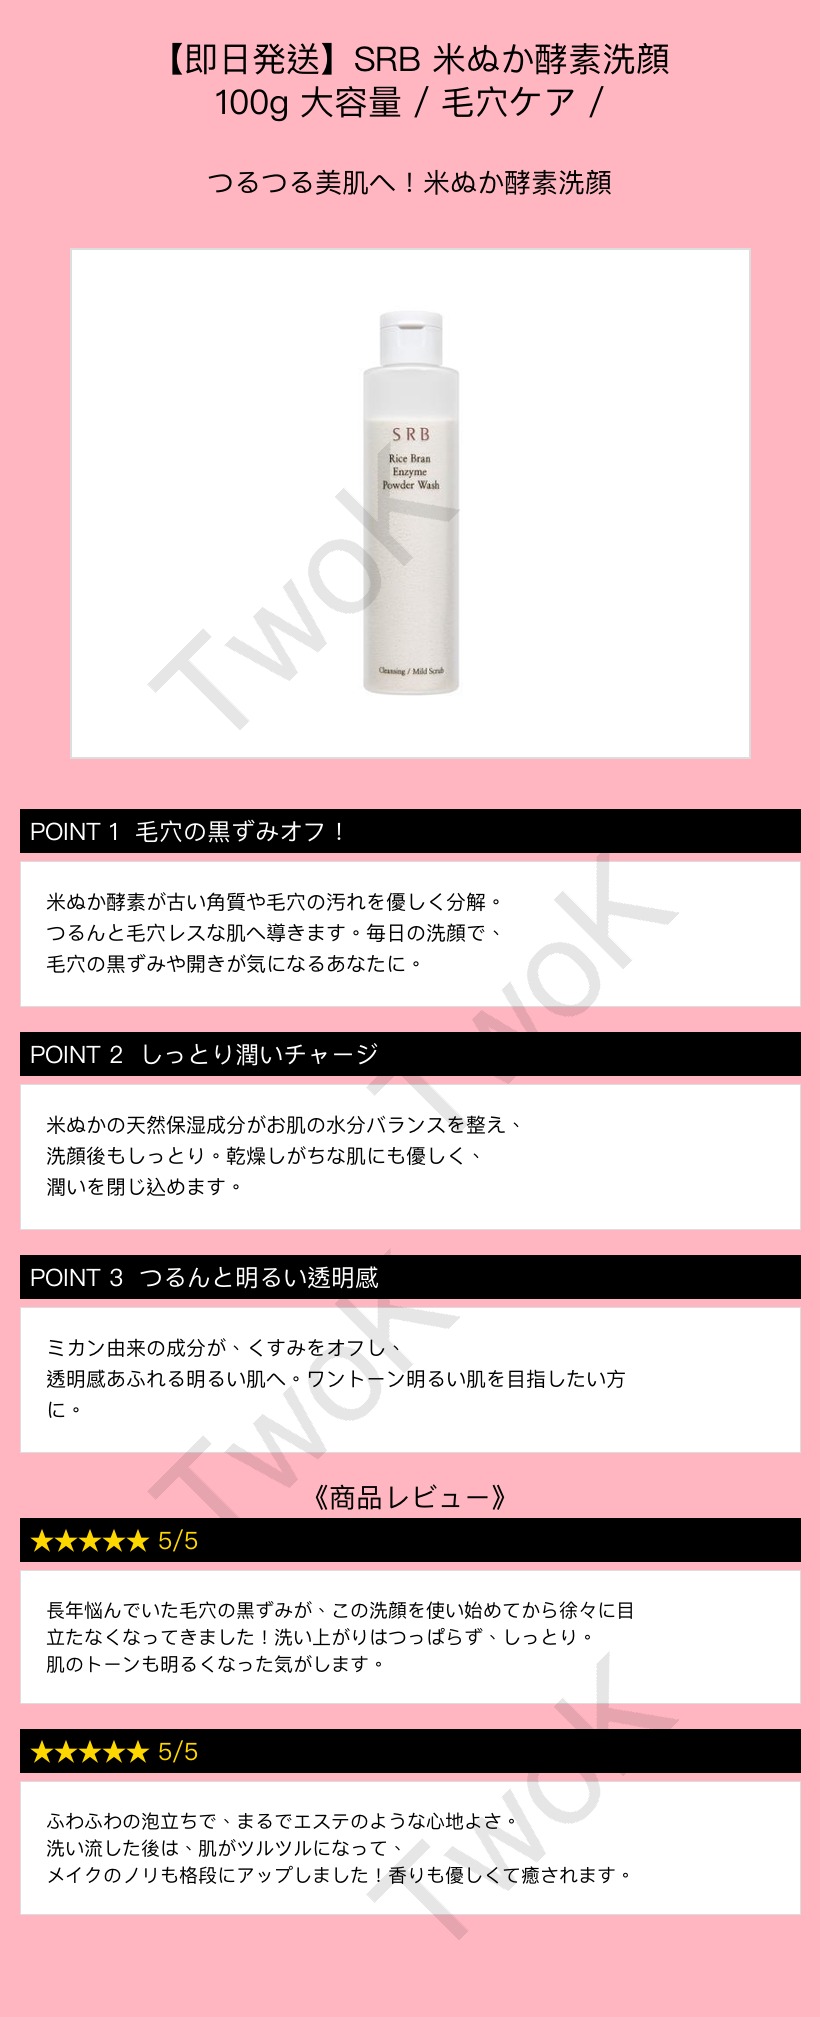 【即日発送】SRB 米ぬか酵素洗顔
100g 大容量 / 毛穴ケア /
つるつる美肌へ！米ぬか酵素洗顔
SRB
Rice Bran
Enzyme
Powder Wash
Cleansing / Mild Scrub
TwoK
POINT 1 毛穴の黒ずみオフ！
米ぬか酵素が古い角質や毛穴の汚れを優しく分解。
つるんと毛穴レスな肌へ導きます。毎日の洗顔で、
毛穴の黒ずみや開きが気になるあなたに。
TwoK
POINT 2 しっとり潤いチャージ
米ぬかの天然保湿成分がお肌の水分バランスを整え、
洗顔後もしっとり。乾燥しがちな肌にも優しく、
潤いを閉じ込めます。
POINT 3 つるんと明るい透明感
ミカン由来の成分が、くすみをオフし、
透明感あふれる明るい肌へ。ワントーン明るい肌を目指したい方
に。
TwoK
《商品レビュー》
★★★★★ 5/5
長年悩んでいた毛穴の黒ずみが、この洗顔を使い始めてから徐々に目
立たなくなってきました！洗い上がりはつっぱらず、しっとり。
肌のトーンも明るくなった気がします。
★★★★★ 5/5
ふわふわの泡立ちで、まるでエステのような心地よさ。
洗い流した後は、肌がツルツルになって、
メイクのノリも格段にアップしました！香りも優しくて癒されます。
TwoK